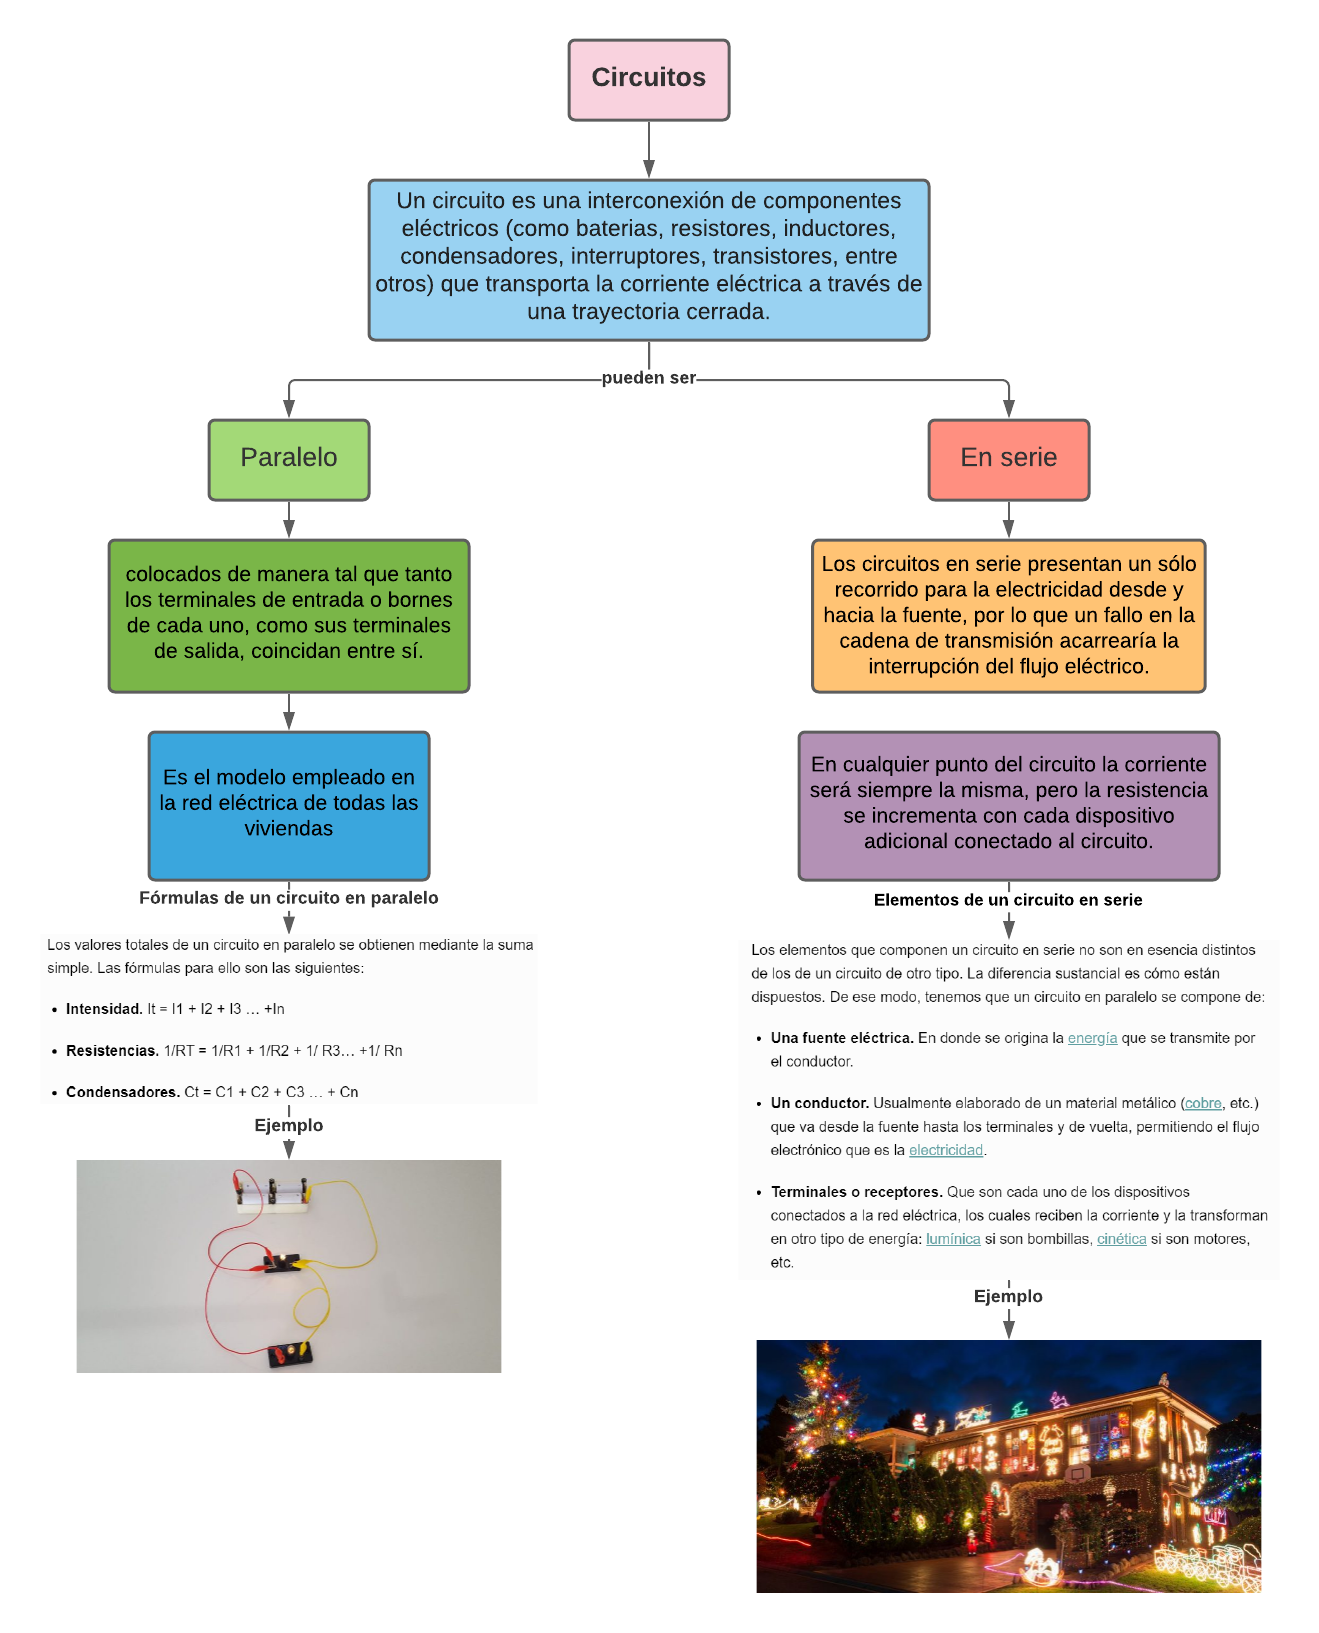 Circuitos
Un circuito es una interconexión de componentes
eléctricos (como baterias, resistores, inductores,
condensadores, interruptores, transistores, entre
otros) que transporta la corriente eléctrica a través de
una trayectoria cerrada.
pueden ser
Paralelo
colocados de manera tal que tanto
los terminales de entrada o bornes
de cada uno, como sus terminales
de salida, coincidan entre sí.
Es el modelo empleado en
la red eléctrica de todas las
viviendas
Fórmulas de un circuito en paralelo
Los valores totales de un circuito en paralelo se obtienen mediante la suma
simple. Las fórmulas para ello son las siguientes:
• Intensidad. It = I1 + I2 + I3 … +In
• Resistencias. 1/RT = 1/R1 + 1/R2 + 1/ R3… +1/ Rn
• Condensadores. Ct = C1 + C2 + C3 … + Cn
Ejemplo
En serie
Los circuitos en serie presentan un sólo
recorrido para la electricidad desde y
hacia la fuente, por lo que un fallo en la
cadena de transmisión acarrearía la
interrupción del flujo eléctrico.
En cualquier punto del circuito la corriente
será siempre la misma, pero la resistencia
se incrementa con cada dispositivo
adicional conectado al circuito.
Elementos de un circuito en serie
Los elementos que componen un circuito en serie no son en esencia distintos
de los de un circuito de otro tipo. La diferencia sustancial es cómo están
dispuestos. De ese modo, tenemos que un circuito en paralelo se compone de:
• Una fuente eléctrica. En donde se origina la energía que se transmite por
el conductor.
• Un conductor. Usualmente elaborado de un material metálico (cobre, etc.)
que va desde la fuente hasta los terminales y de vuelta, permitiendo el flujo
electrónico que es la electricidad.
• Terminales o receptores. Que son cada uno de los dispositivos
conectados a la red eléctrica, los cuales reciben la corriente y la transforman
en otro tipo de energía: lumínica si son bombillas, cinética si son motores,
etc.
Ejemplo